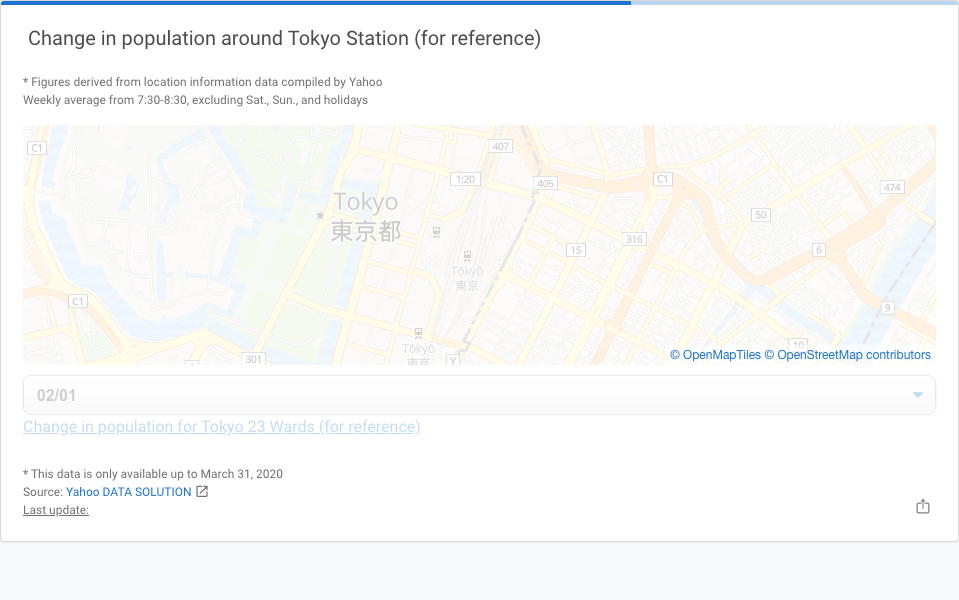 Change in population around Tokyo Station (for reference)
* Figures derived from location information data compiled by Yahoo
Weekly average from 7:30-8:30, excluding Sat., Sun., and holidays
C1
407
1;20
405
C1
474
Tokyo
東京都
50
316
15
6
Tōkyō
東京
C1
9
10
301
1
Tōkyō
東京
Y
© OpenMapTiles © OpenStreetMap contributors
02/01
Change in population for Tokyo 23 Wards (for reference)
* This data is only available up to March 31, 2020
Source: Yahoo DATA SOLUTION
Last update: